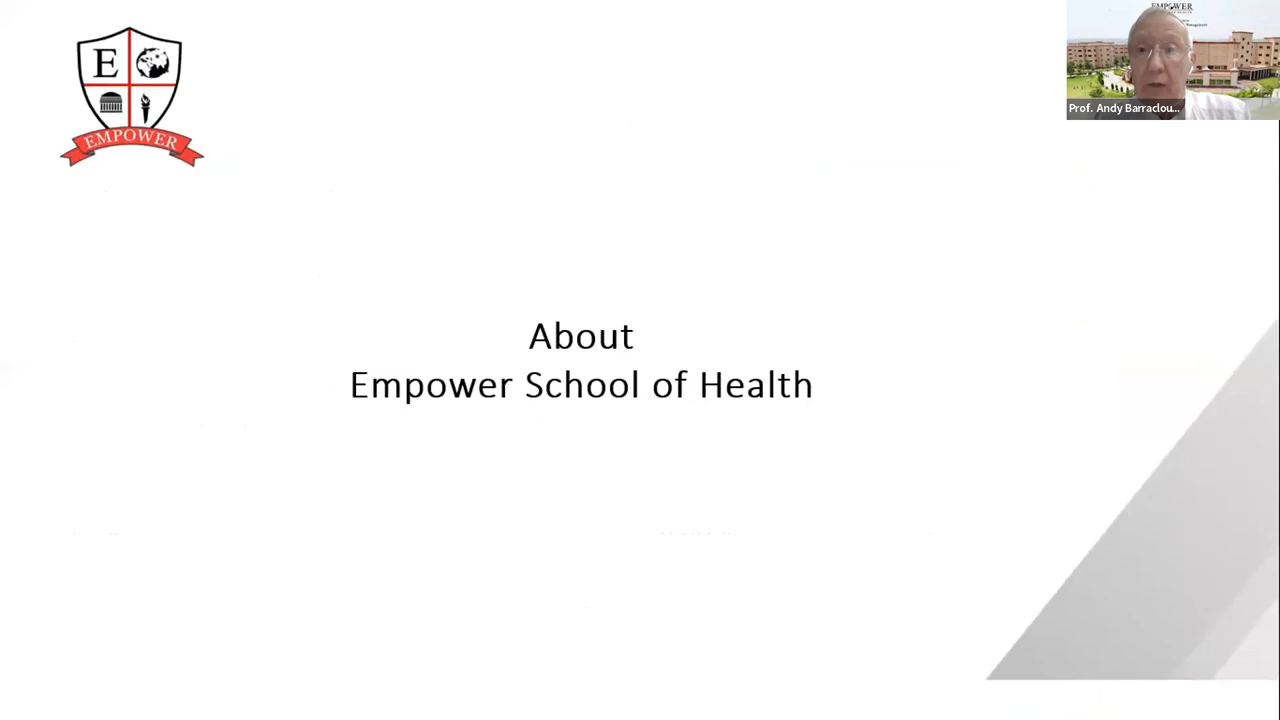 E
EMPOWER
EMPOWER
Prof. Andy Barraclou...
About
Empower School of Health